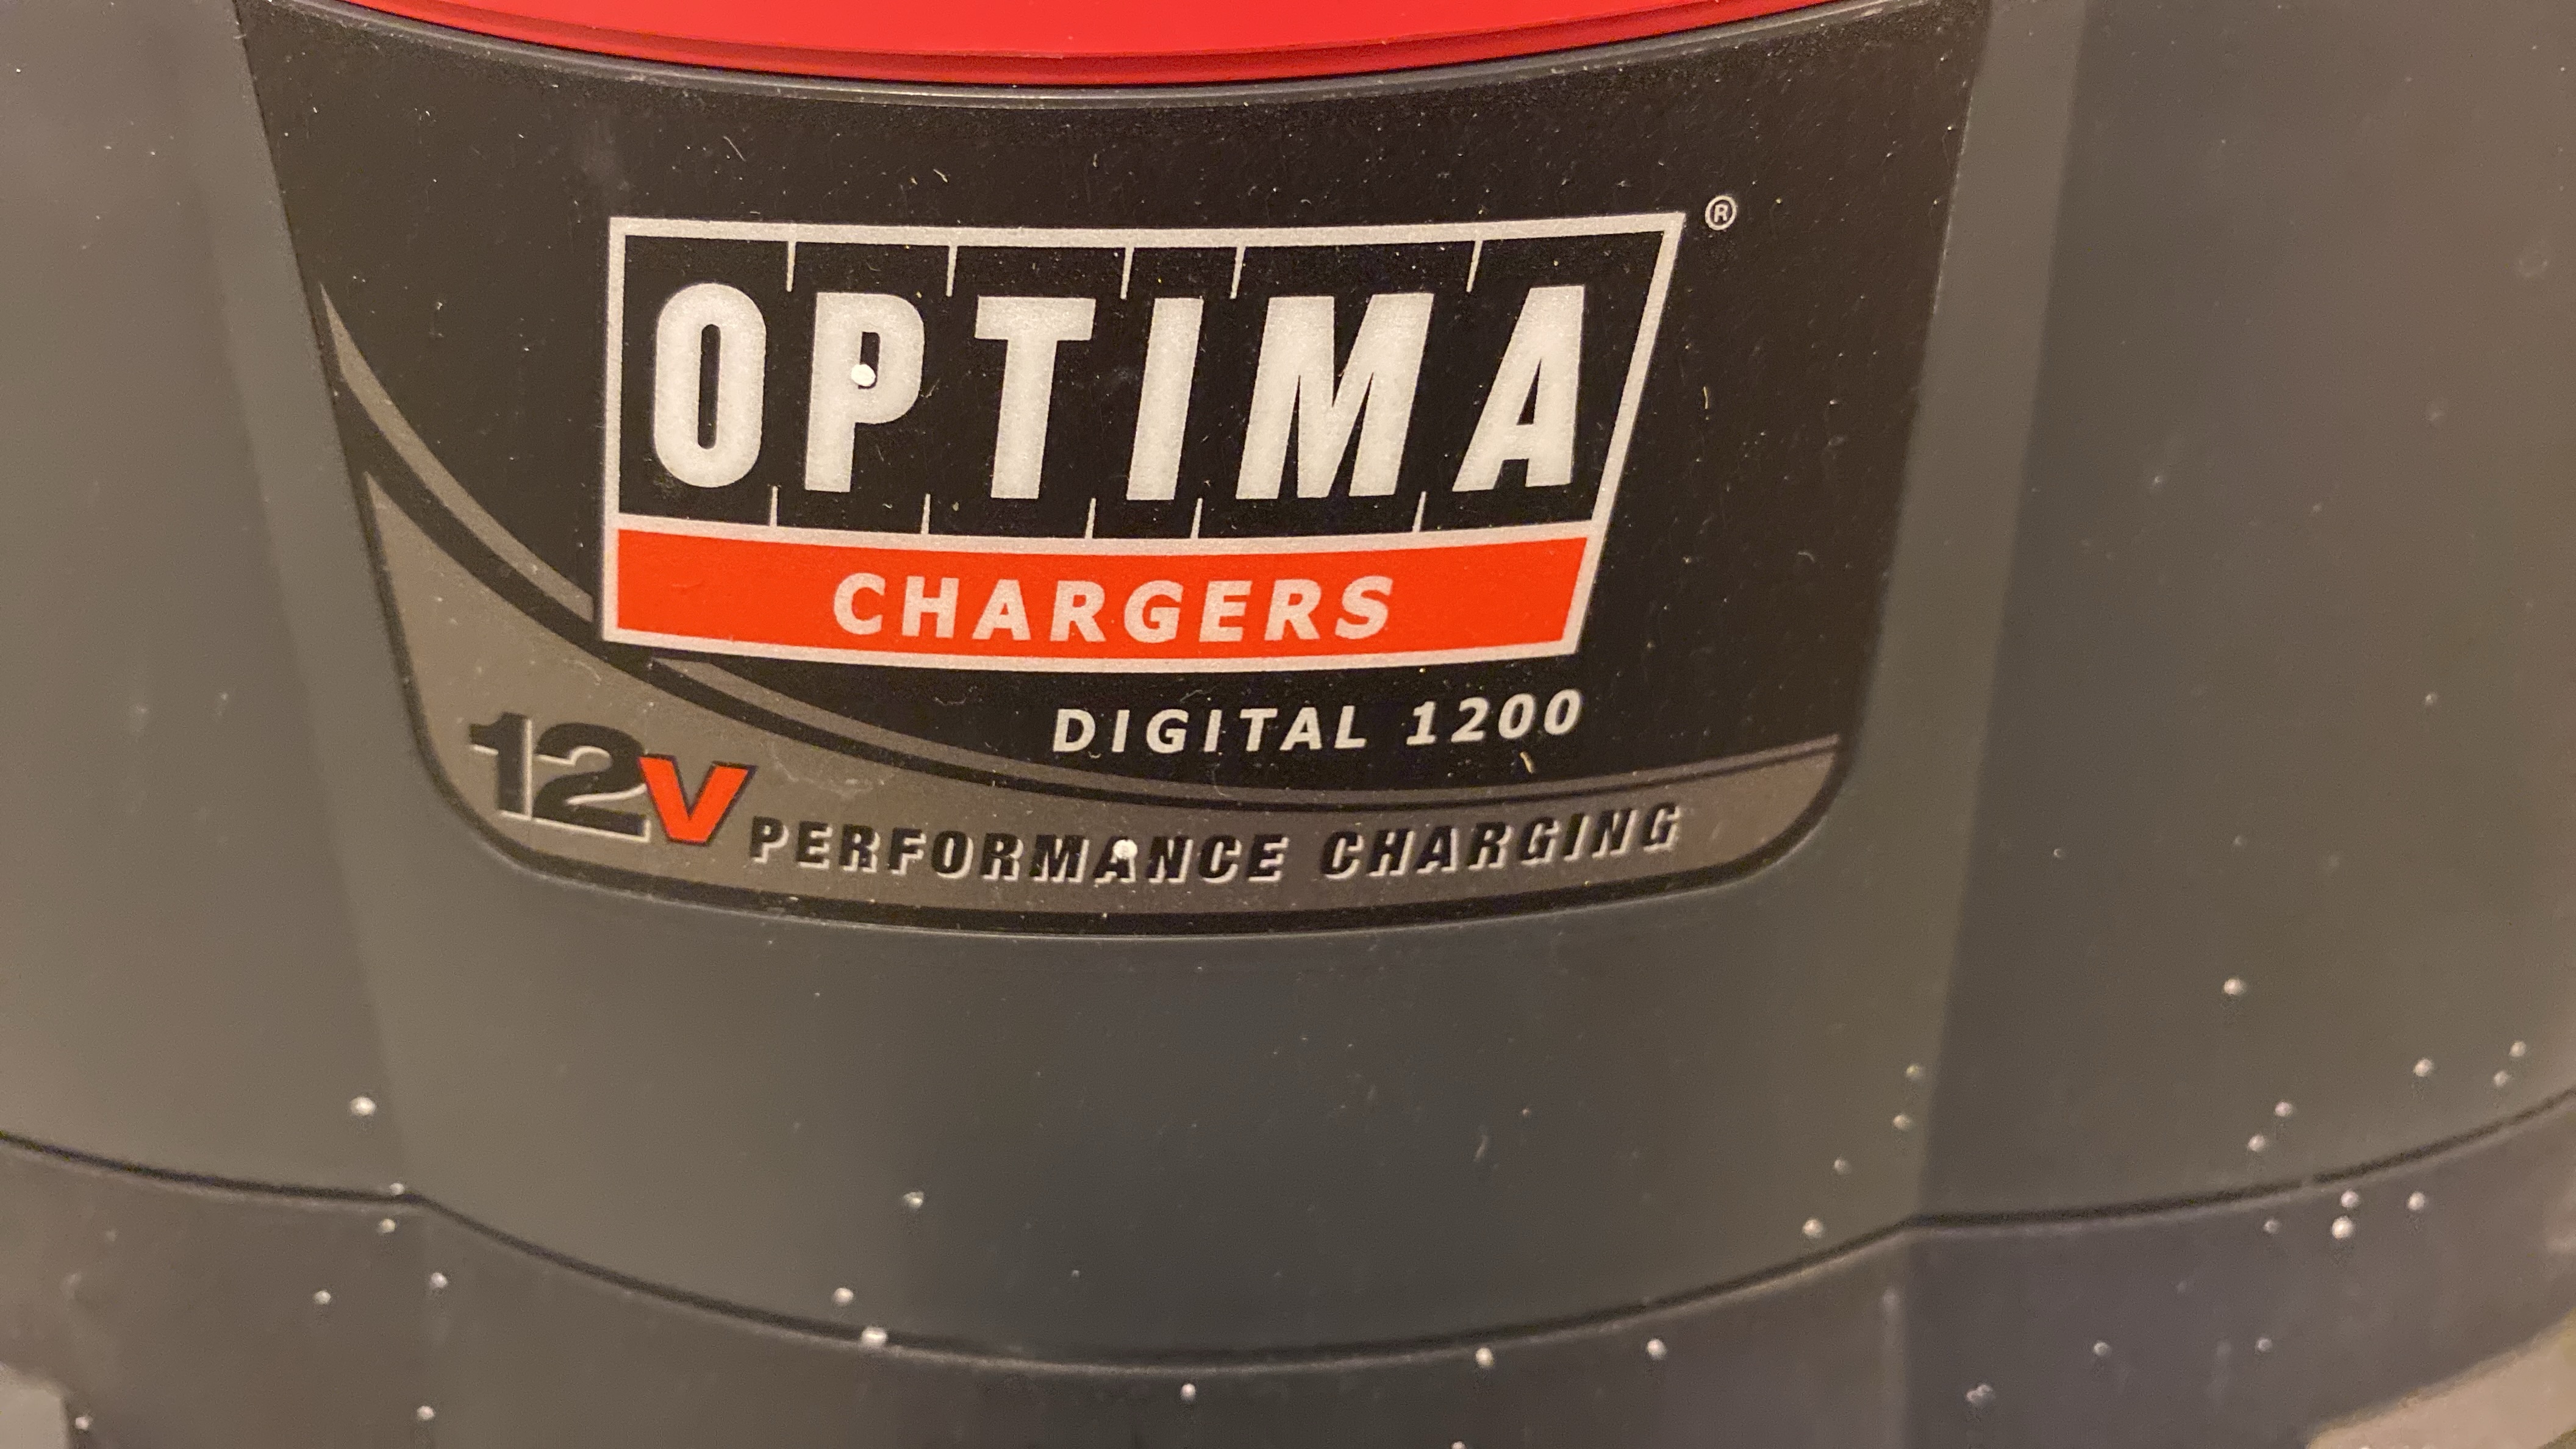 OPTIMA®
CHARGERS
DIGITAL 1200
12V PERFORMANCE CHARGING